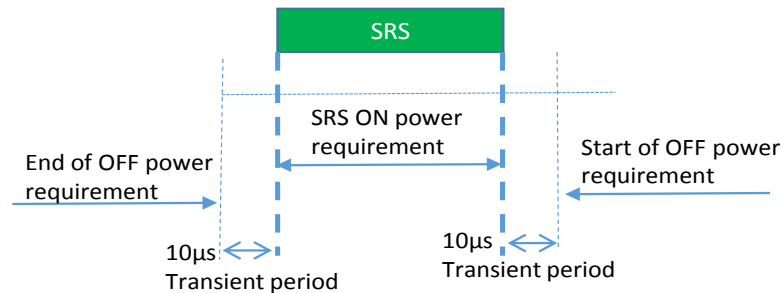 SRS
SRS ON power
requirement
End of OFF power
requirement
Start of OFF power
requirement
10µs
Transient period
10µs
Transient period